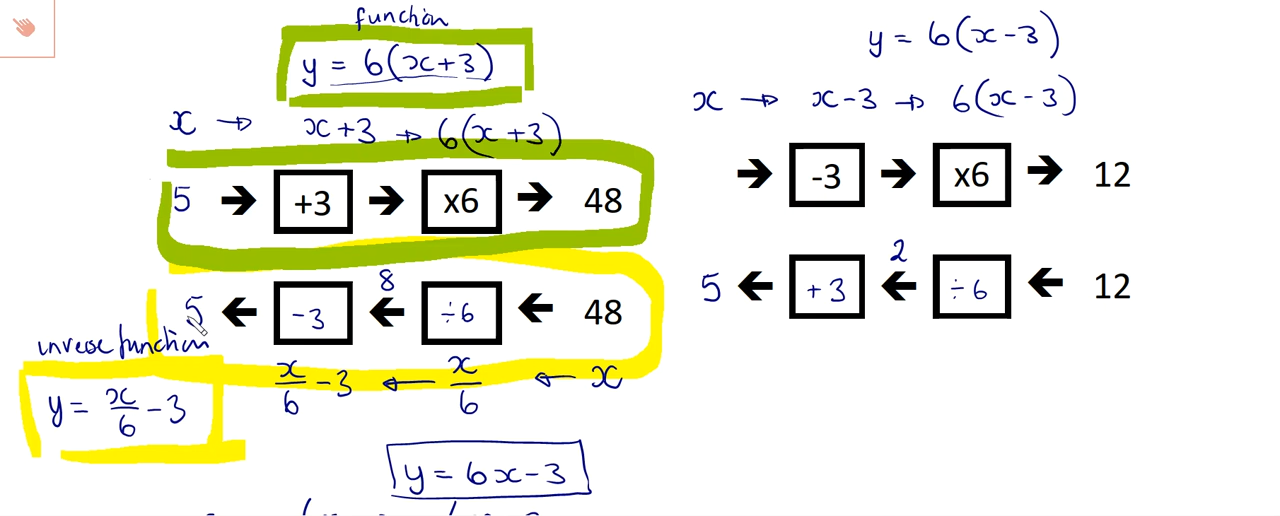 function
y = 6(x+3)
x → x+3 → 6(x+3)
5 → +3 → x6 → 48
8
5 ← -3 ← ÷6 ← 48
x/6 - 3 ← x/6 ← x
inverse function
y = x/6 - 3
y = 6x - 3
y = 6(x-3)
x → x-3 → 6(x-3)
→ -3 → x6 → 12
2
5 ← +3 ← ÷6 ← 12